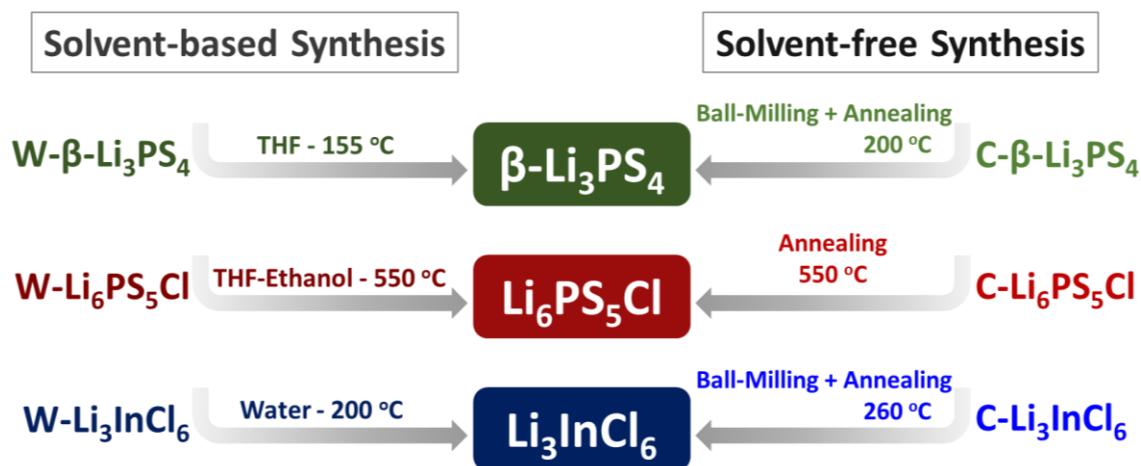 Solvent-based Synthesis
Solvent-free Synthesis
W-β-Li₃PS₄
THF - 155 °C
β-Li₃PS₄
Ball-Milling + Annealing
200 °C
C-β-Li₃PS₄
W-Li₆PS₅Cl
THF-Ethanol - 550 °C
Li₆PS₅Cl
Annealing
550 °C
C-Li₆PS₅Cl
W-Li₃InCl₆
Water - 200 °C
Li₃InCl₆
Ball-Milling + Annealing
260 °C
C-Li₃InCl₆